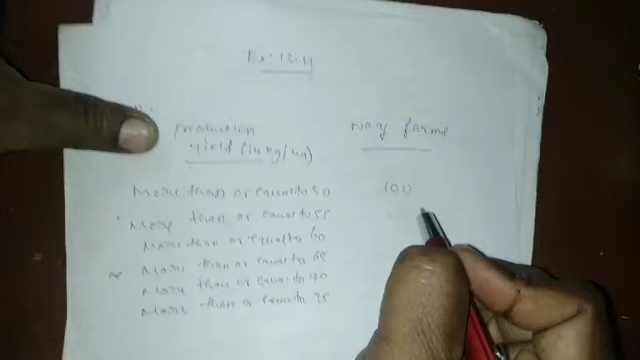 Ex: 13.4
production
yield (in kg/ha)
No of farms
More than or equal to 50
100
More than or equal to 55
More than or equal to 60
More than or equal to 65
More than or equal to 70
More than or equal to 75